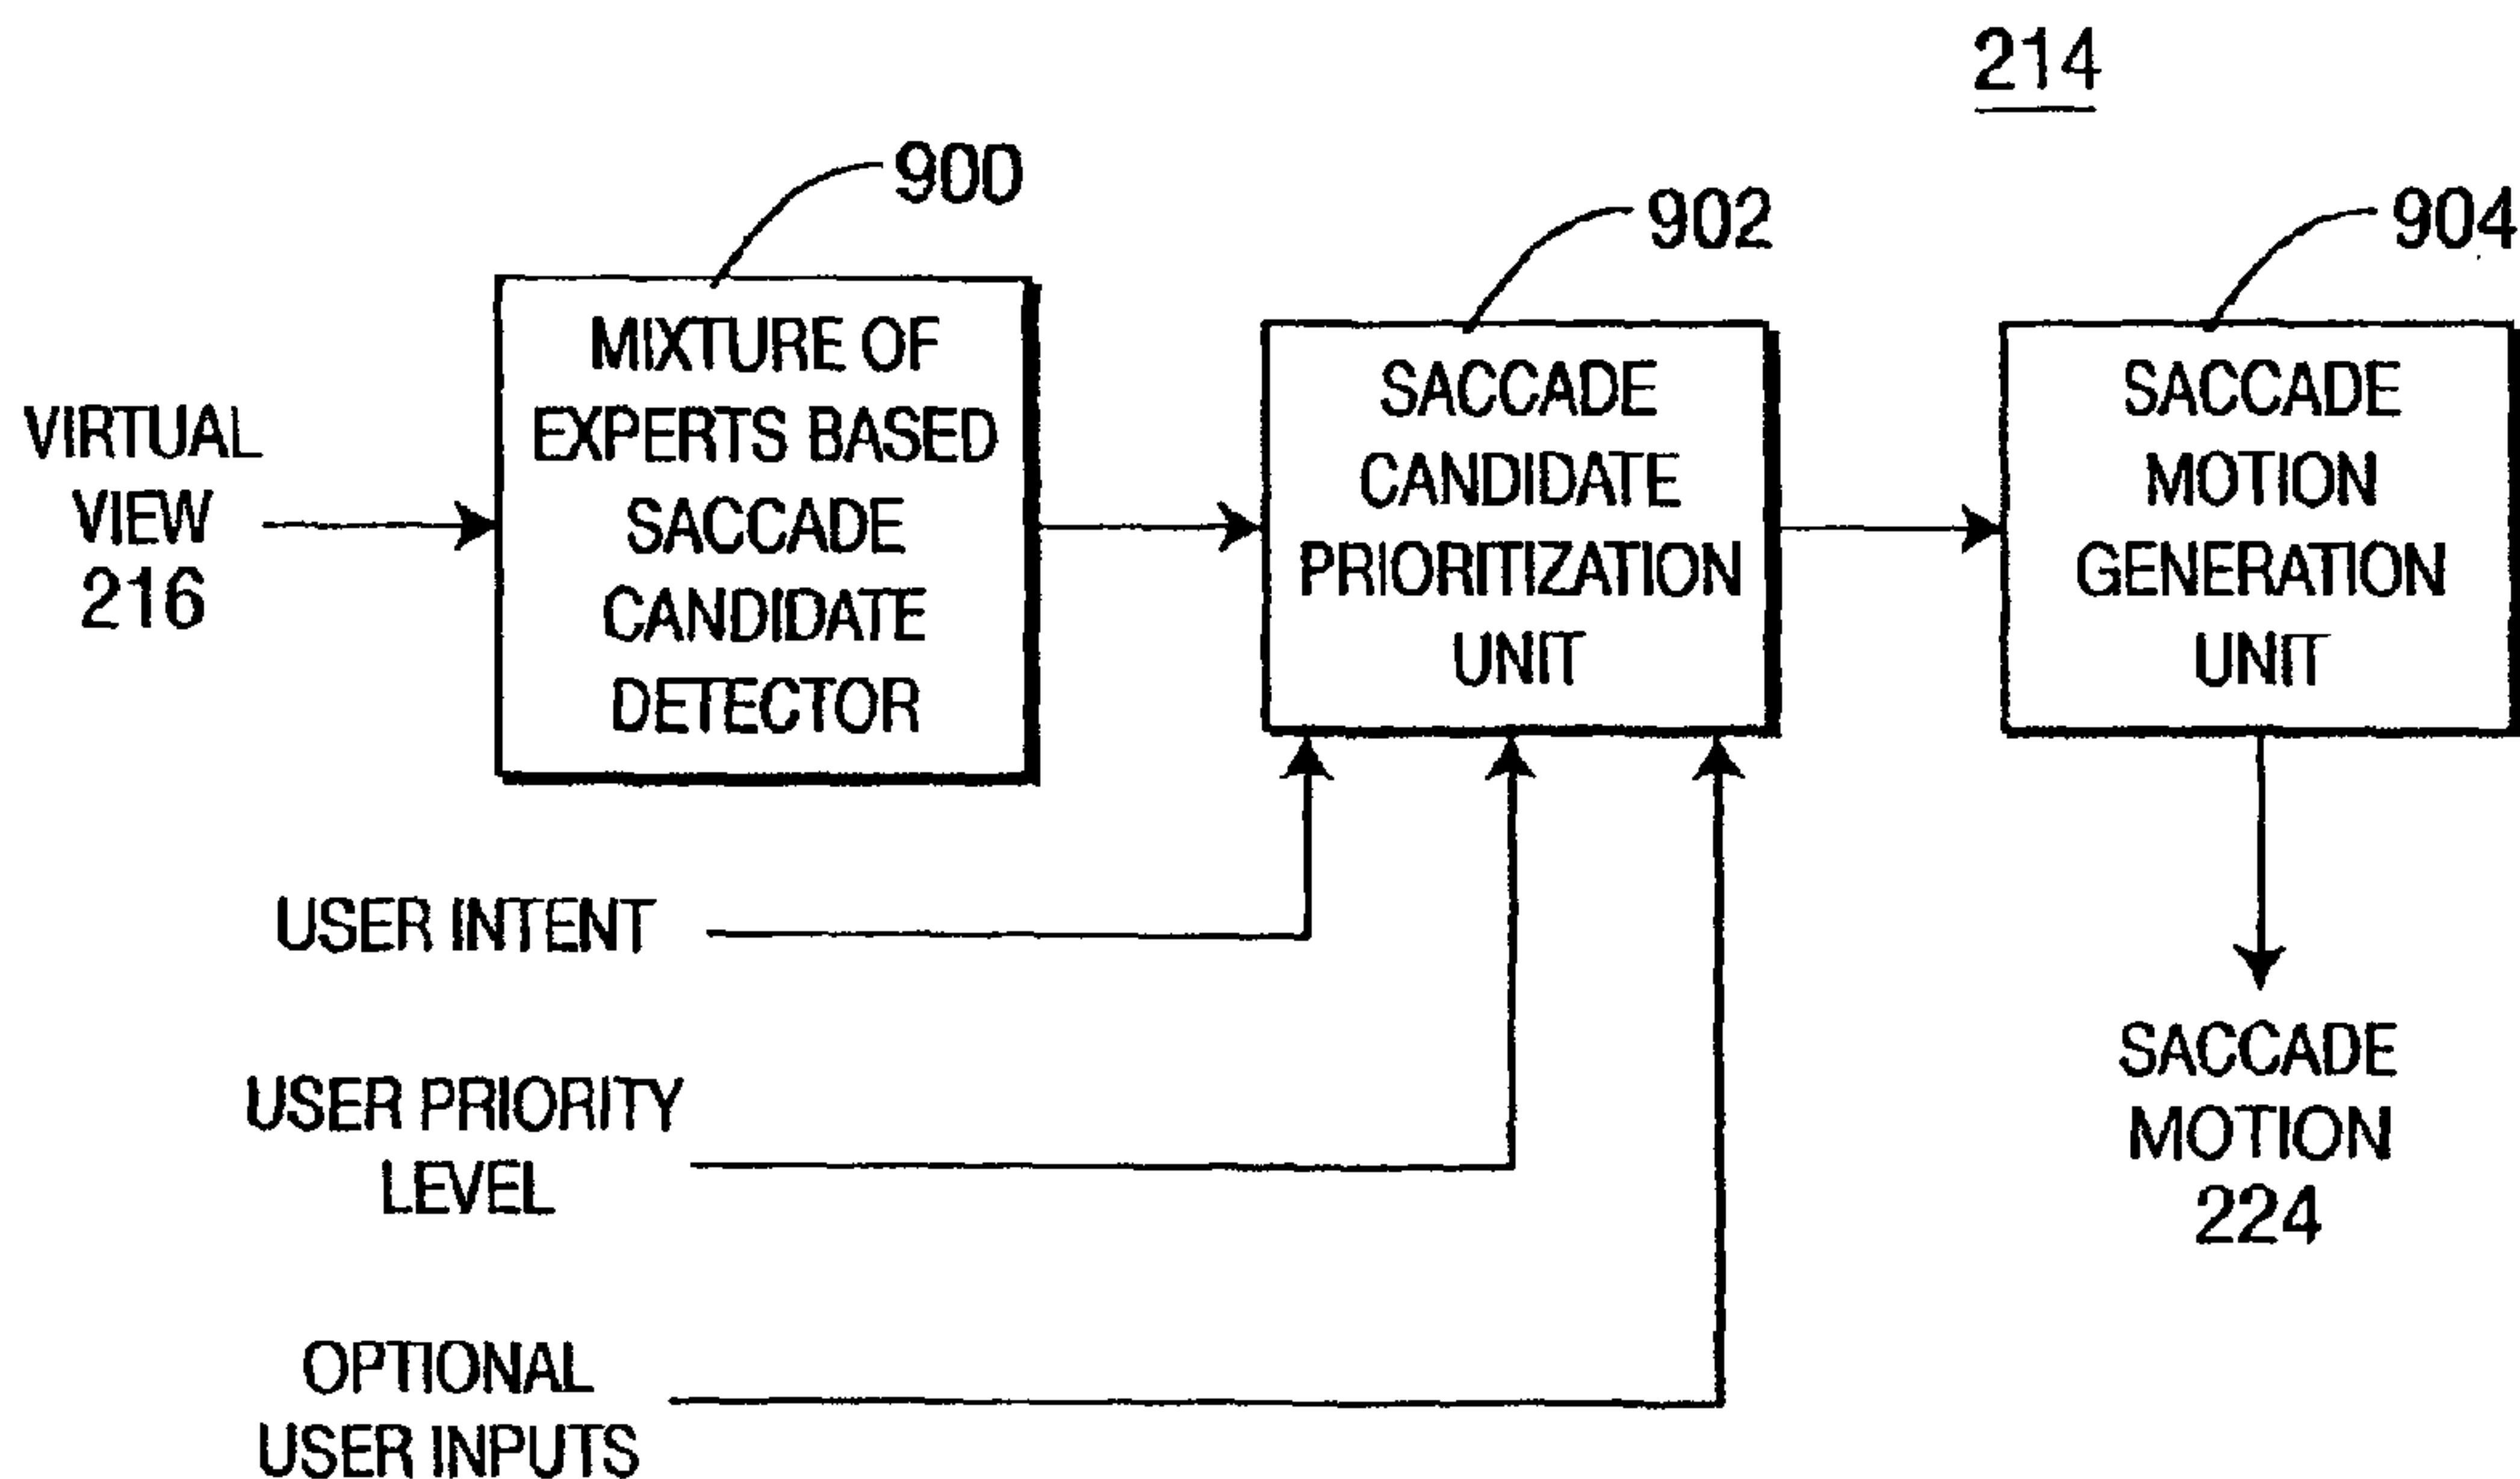 214
900
902
904
VIRTUAL
VIEW
216
MIXTURE OF
EXPERTS BASED
SACCADE
CANDIDATE
DETECTOR
SACCADE
CANDIDATE
PRIORITIZATION
UNIT
SACCADE
MOTION
GENERATION
UNIT
USER INTENT
USER PRIORITY
LEVEL
OPTIONAL
USER INPUTS
SACCADE
MOTION
224